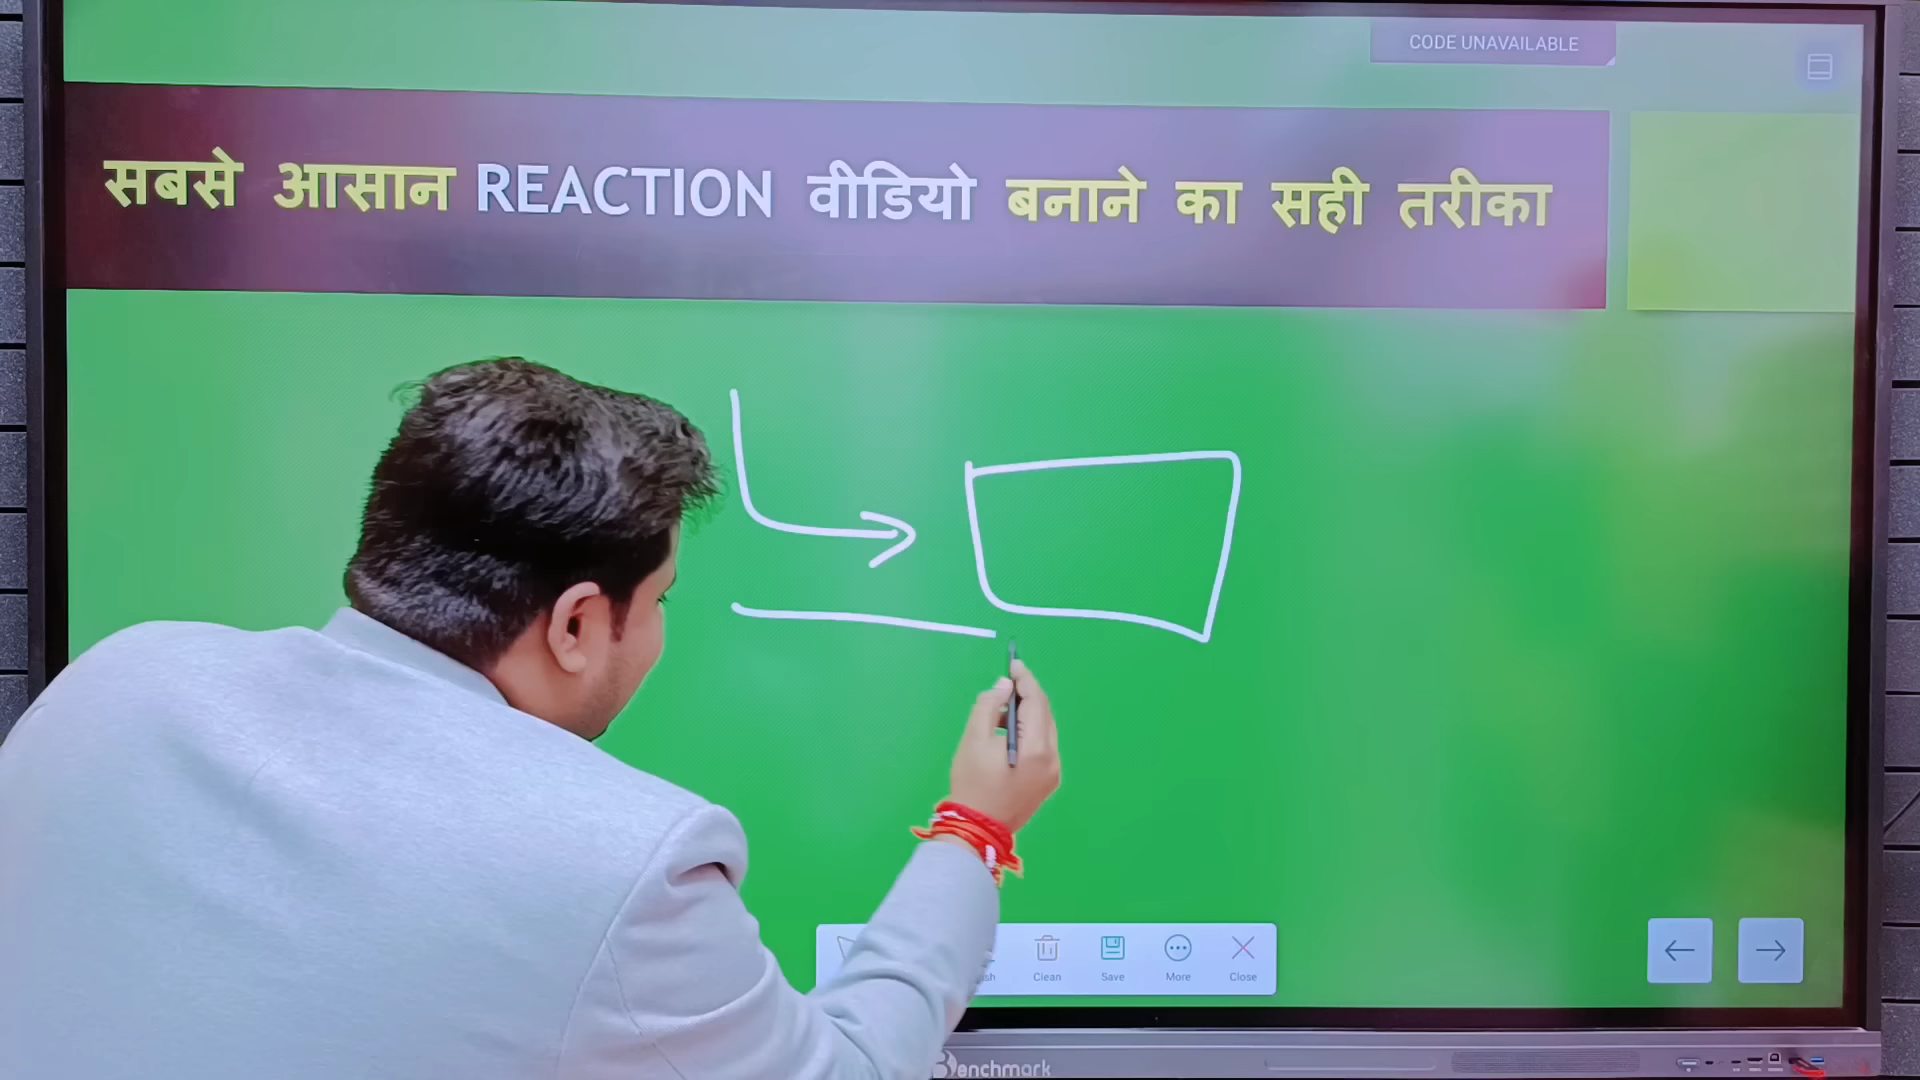 CODE UNAVAILABLE
सबसे आसान REACTION वीडियो बनाने का सही तरीका
Clean Save More Close
Benchmark